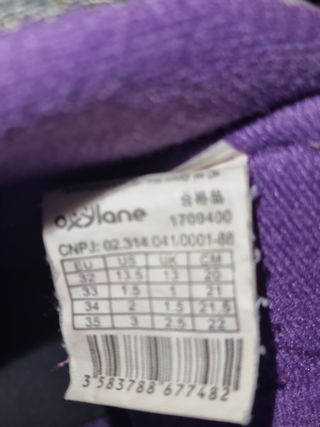 oxylane 合格品
1709400
CNPJ: 02.314.041/0001-88
EU US UK CM
32 13.5 13 20
33 1.5 1 21
34 2 1.5 21.5
35 3 2.5 22
3 583788 677482